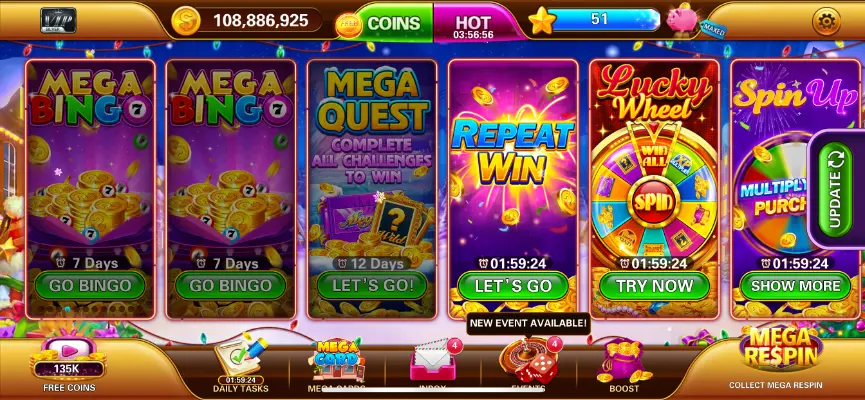 VIP
108,886,925
COINS
HOT
03:56:56
51
MAXED
MEGA
BINGO
7
7 Days
GO BINGO
MEGA
BINGO
7
7 Days
GO BINGO
MEGA
QUEST
COMPLETE
ALL CHALLENGES
TO WIN
?
Wild
12 Days
LET'S GO!
REPEAT
WIN
01:59:24
LET'S GO
Lucky
Wheel
WIN
ALL
SPIN
01:59:24
TRY NOW
Spin Up
MULTIPLY
PURCH
01:59:24
SHOW MORE
UPDATE
NEW EVENT AVAILABLE!
135K
FREE COINS
01:59:24
DAILY TASKS
MEGA
CARD
MEGA CARDS
4
INBOX
4
EVENTS
BOOST
MEGA
RESPIN
COLLECT MEGA RESPIN